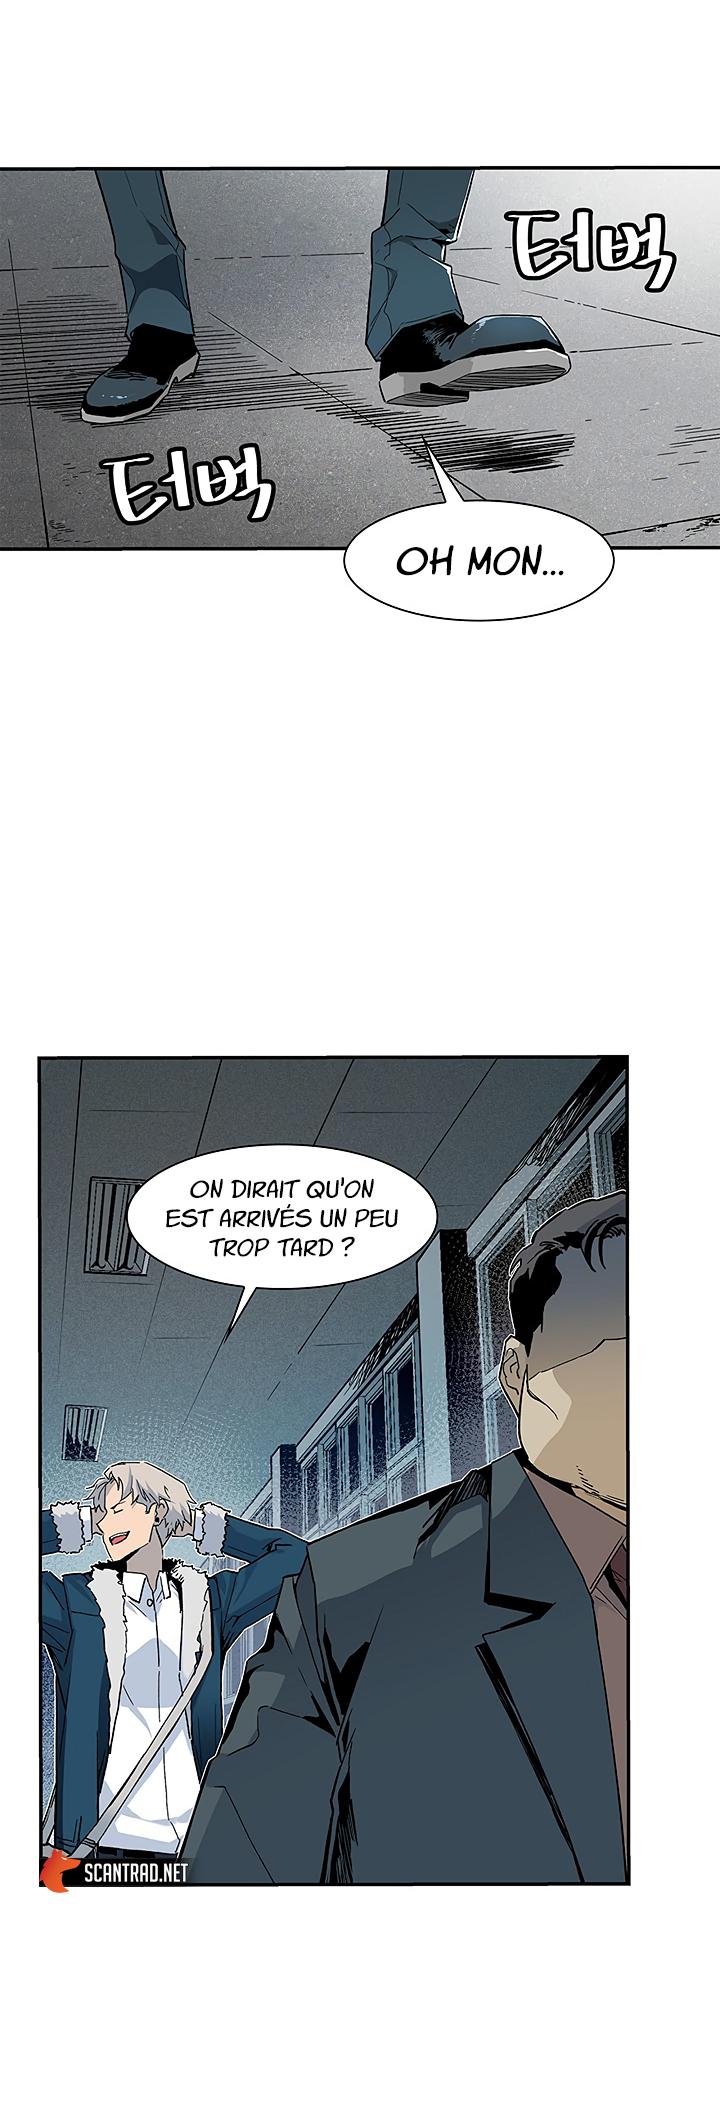 터벅
터벅
OH MON...
ON DIRAIT QU'ON
EST ARRIVÉS UN PEU
TROP TARD ?
SCANTRAD.NET